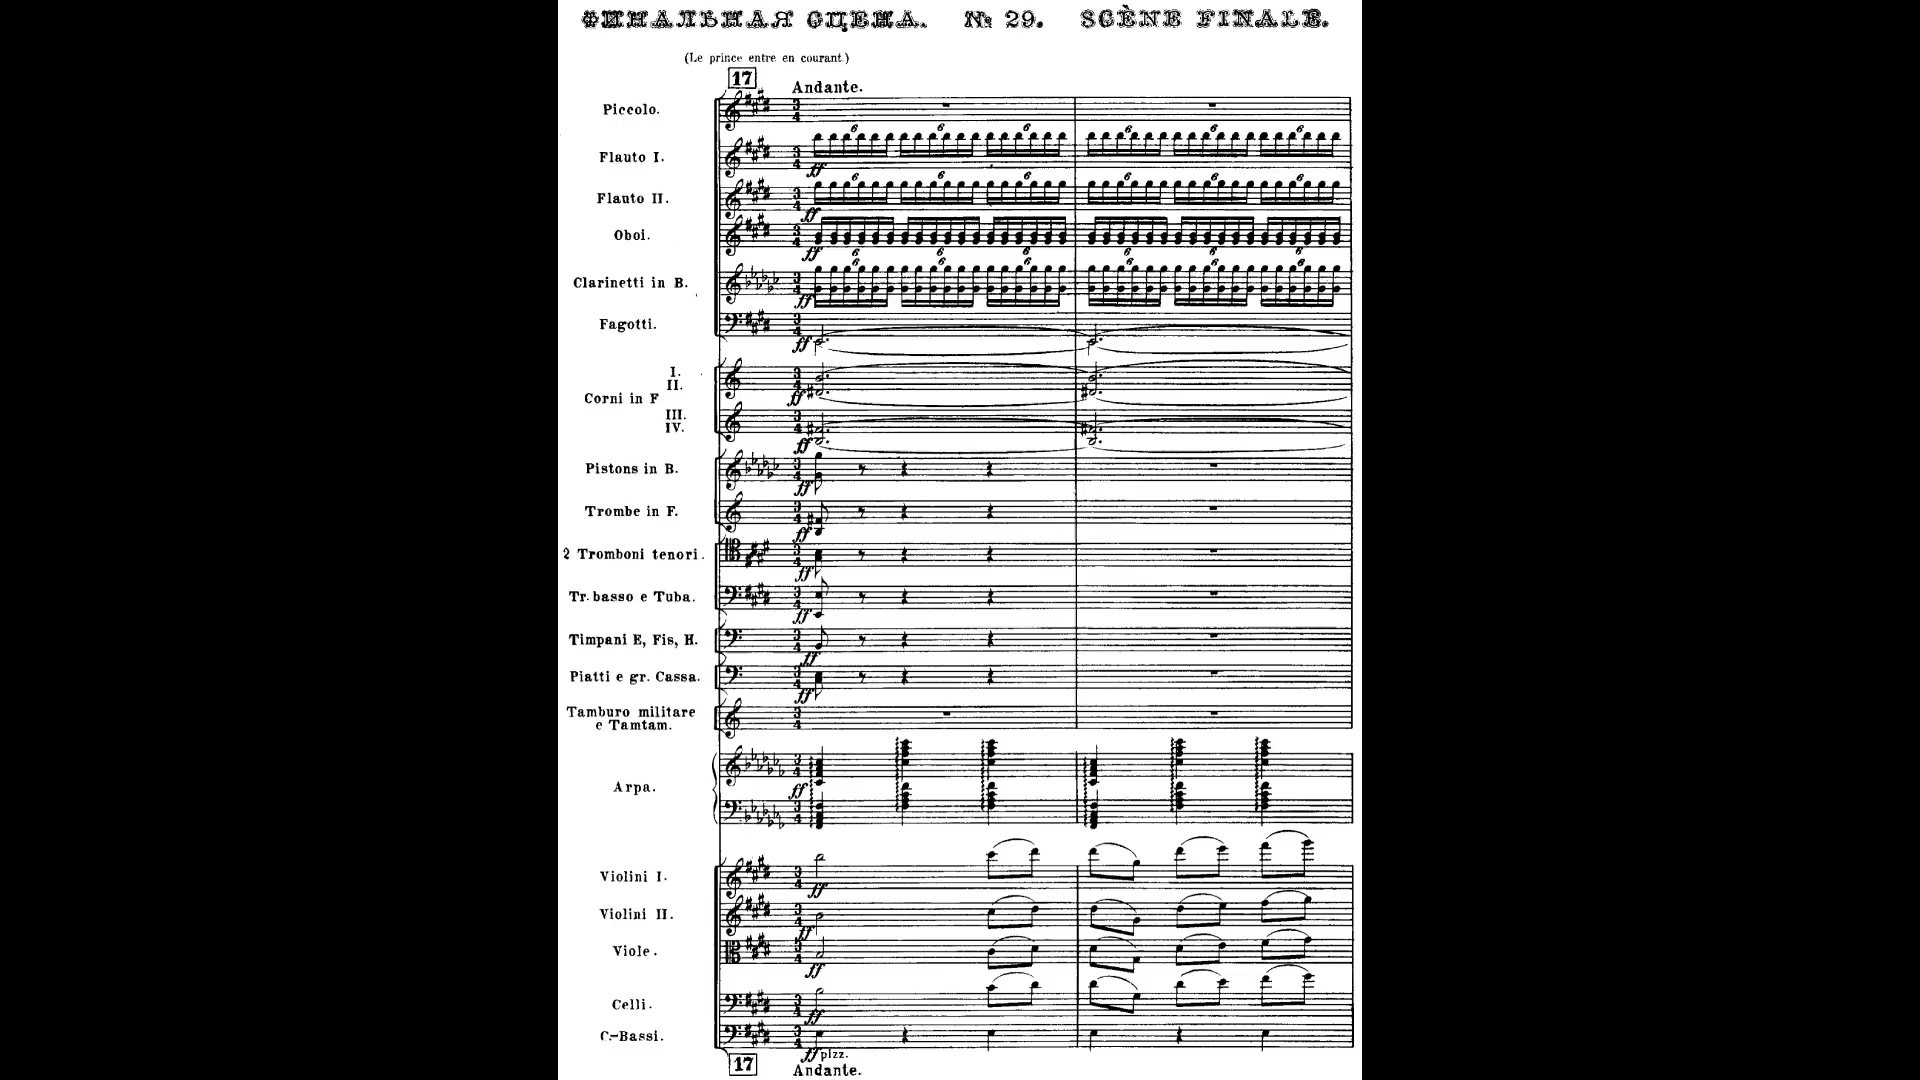 ФИНАЛЬНАЯ СЦЕНА. № 29. SCÈNE FINALE.
(Le prince entre en courant.)
17
Andante.
Piccolo.
Flauto I.
Flauto II.
Oboi.
Clarinetti in B.
Fagotti.
I.
II.
Corni in F
III.
IV.
Pistons in B.
Trombe in F.
2 Tromboni tenori.
Tr. basso e Tuba.
Timpani E, Fis, H.
Piatti e gr. Cassa.
Tamburo militare
e Tamtam.
Arpa.
Violini I.
Violini II.
Viole.
Celli.
C.-Bassi.
ff pizz.
17
Andante.